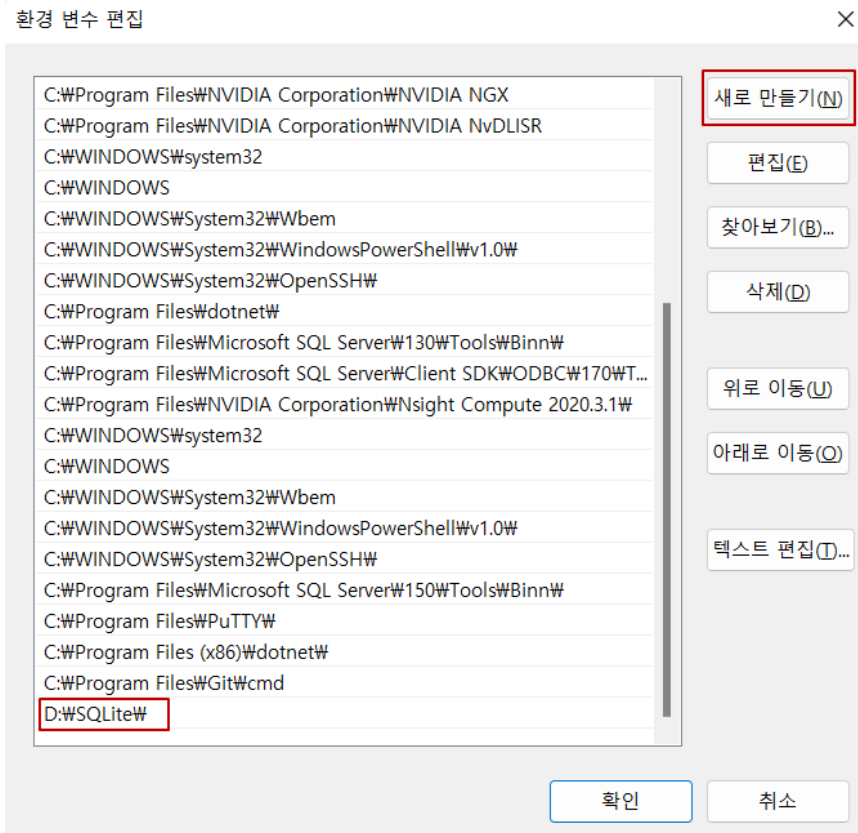 환경 변수 편집
C:₩Program Files₩NVIDIA Corporation₩NVIDIA NGX
C:₩Program Files₩NVIDIA Corporation₩NVIDIA NvDLISR
C:₩WINDOWS₩system32
C:₩WINDOWS
C:₩WINDOWS₩System32₩Wbem
C:₩WINDOWS₩System32₩WindowsPowerShell₩v1.0₩
C:₩WINDOWS₩System32₩OpenSSH₩
C:₩Program Files₩dotnet₩
C:₩Program Files₩Microsoft SQL Server₩130₩Tools₩Binn₩
C:₩Program Files₩Microsoft SQL Server₩Client SDK₩ODBC₩170₩T...
C:₩Program Files₩NVIDIA Corporation₩Nsight Compute 2020.3.1₩
C:₩WINDOWS₩system32
C:₩WINDOWS
C:₩WINDOWS₩System32₩Wbem
C:₩WINDOWS₩System32₩WindowsPowerShell₩v1.0₩
C:₩WINDOWS₩System32₩OpenSSH₩
C:₩Program Files₩Microsoft SQL Server₩150₩Tools₩Binn₩
C:₩Program Files₩PuTTY₩
C:₩Program Files (x86)₩dotnet₩
C:₩Program Files₩Git₩cmd
D:₩SQLite₩
새로 만들기(N)
편집(E)
찾아보기(B)...
삭제(D)
위로 이동(U)
아래로 이동(O)
텍스트 편집(T)...
확인
취소